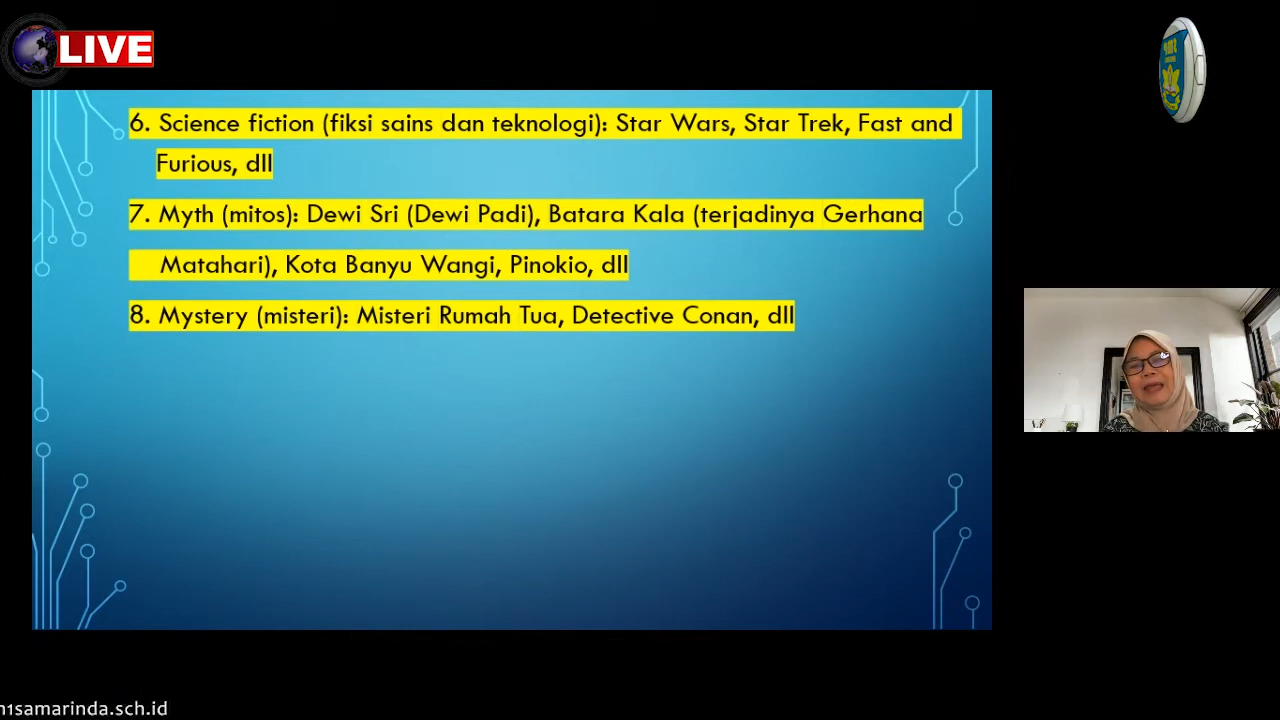 LIVE
6. Science fiction (fiksi sains dan teknologi): Star Wars, Star Trek, Fast and
Furious, dll
7. Myth (mitos): Dewi Sri (Dewi Padi), Batara Kala (terjadinya Gerhana
Matahari), Kota Banyu Wangi, Pinokio, dll
8. Mystery (misteri): Misteri Rumah Tua, Detective Conan, dll
n1samarinda.sch.id